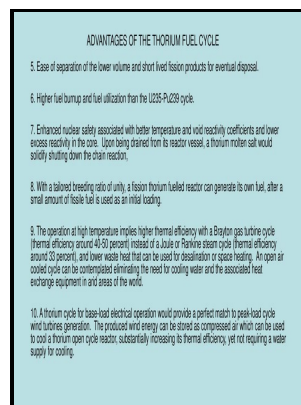 ADVANTAGES OF THE THORIUM FUEL CYCLE
5. Ease of separation of the lower volume and short lived fission products for eventual disposal.
6. Higher fuel burnup and fuel utilization than the U235-Pu239 cycle.
7. Enhanced nuclear safety associated with better temperature and void reactivity coefficients and lower
excess reactivity in the core. Upon being drained from its reactor vessel, a thorium molten salt would
solidify shutting down the chain reaction,
8. With a tailored breeding ratio of unity, a fission thorium fuelled reactor can generate its own fuel, after a
small amount of fissile fuel is used as an initial loading.
9. The operation at high temperature implies higher thermal efficiency with a Brayton gas turbine cycle
(thermal efficiency around 40-50 percent) instead of a Joule or Rankine steam cycle (thermal efficiency
around 33 percent), and lower waste heat that can be used for desalination or space heating. An open air
cooled cycle can be contemplated eliminating the need for cooling water and the associated heat
exchange equipment in arid areas of the world.
10. A thorium cycle for base-load electrical operation would provide a perfect match to peak-load cycle
wind turbines generation. The produced wind energy can be stored as compressed air which can be used
to cool a thorium open cycle reactor, substantially increasing its thermal efficiency, yet not requiring a water
supply for cooling.